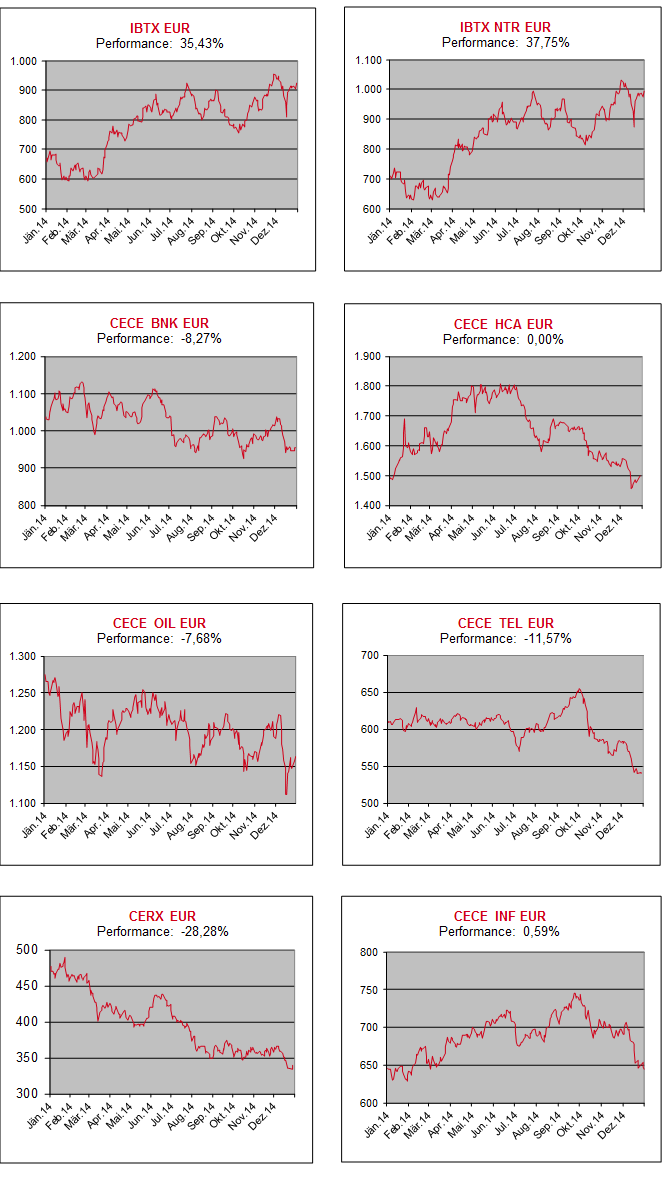 IBTX EUR
Performance: 35,43%
1.000
900
800
700
600
500
Jän.14
Feb.14
Mär.14
Apr.14
Mai.14
Jun.14
Jul.14
Aug.14
Sep.14
Okt.14
Nov.14
Dez.14
IBTX NTR EUR
Performance: 37,75%
1.100
1.000
900
800
700
600
Jän.14
Feb.14
Mär.14
Apr.14
Mai.14
Jun.14
Jul.14
Aug.14
Sep.14
Okt.14
Nov.14
Dez.14
CECE BNK EUR
Performance: -8,27%
1.200
1.100
1.000
900
800
Jän.14
Feb.14
Mär.14
Apr.14
Mai.14
Jun.14
Jul.14
Aug.14
Sep.14
Okt.14
Nov.14
Dez.14
CECE HCA EUR
Performance: 0,00%
1.900
1.800
1.700
1.600
1.500
1.400
Jän.14
Feb.14
Mär.14
Apr.14
Mai.14
Jun.14
Jul.14
Aug.14
Sep.14
Okt.14
Nov.14
Dez.14
CECE OIL EUR
Performance: -7,68%
1.300
1.250
1.200
1.150
1.100
Jän.14
Feb.14
Mär.14
Apr.14
Mai.14
Jun.14
Jul.14
Aug.14
Sep.14
Okt.14
Nov.14
Dez.14
CECE TEL EUR
Performance: -11,57%
700
650
600
550
500
Jän.14
Feb.14
Mär.14
Apr.14
Mai.14
Jun.14
Jul.14
Aug.14
Sep.14
Okt.14
Nov.14
Dez.14
CERX EUR
Performance: -28,28%
500
450
400
350
300
Jän.14
Feb.14
Mär.14
Apr.14
Mai.14
Jun.14
Jul.14
Aug.14
Sep.14
Okt.14
Nov.14
Dez.14
CECE INF EUR
Performance: 0,59%
800
750
700
650
600
Jän.14
Feb.14
Mär.14
Apr.14
Mai.14
Jun.14
Jul.14
Aug.14
Sep.14
Okt.14
Nov.14
Dez.14